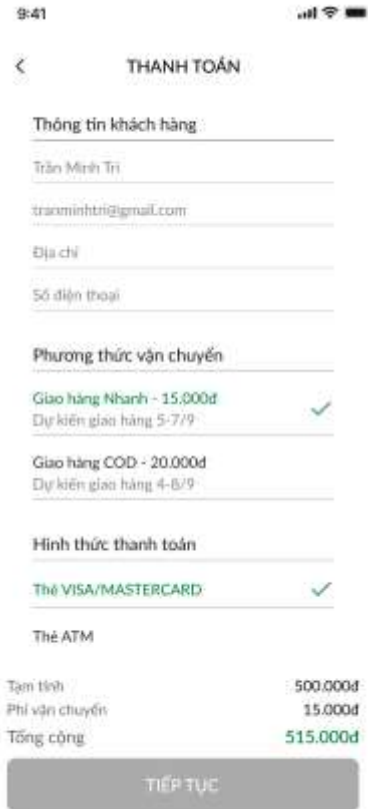 9:41
THANH TOÁN
Thông tin khách hàng
Trần Minh Trí
tranminhtri@gmail.com
Địa chỉ
Số điện thoại
Phương thức vận chuyển
Giao hàng Nhanh - 15.000đ
Dự kiến giao hàng 5-7/9
Giao hàng COD - 20.000đ
Dự kiến giao hàng 4-8/9
Hình thức thanh toán
Thẻ VISA/MASTERCARD
Thẻ ATM
Tạm tính 500.000đ
Phí vận chuyển 15.000đ
Tổng cộng 515.000đ
TIẾP TỤC